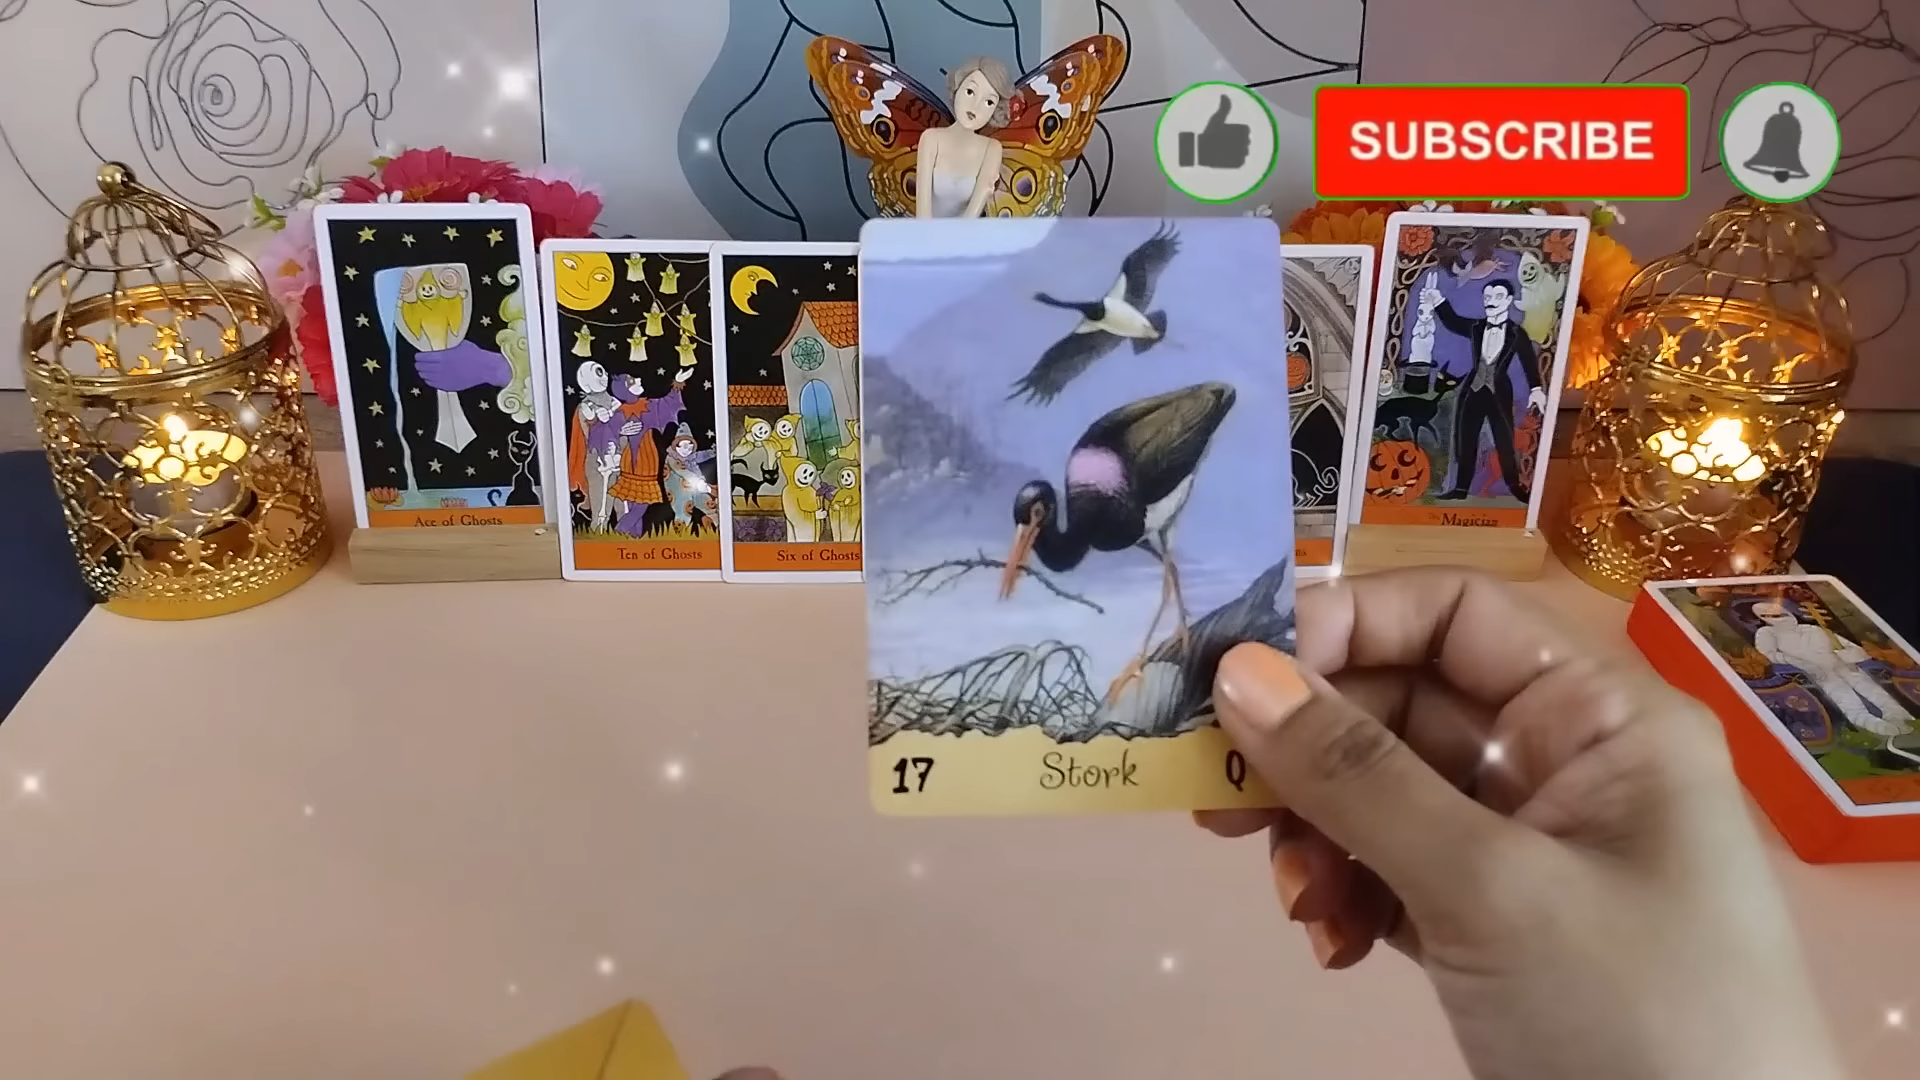 SUBSCRIBE
Ace of Ghosts
Ten of Ghosts
Six of Ghosts
The Magician
17 Stork Q